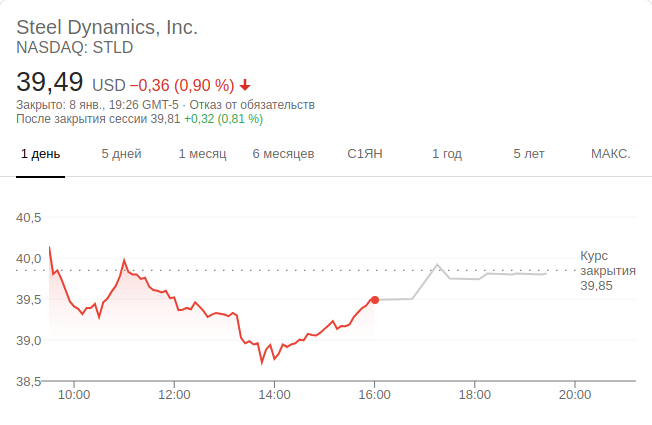 Steel Dynamics, Inc.
NASDAQ: STLD
39,49 USD −0,36 (0,90 %)
Закрыто: 8 янв., 19:26 GMT-5 · Отказ от обязательств
После закрытия сессии 39,81 +0,32 (0,81 %)
1 день 5 дней 1 месяц 6 месяцев С1ЯН 1 год 5 лет МАКС.
40,5
40,0
39,5
39,0
38,5
Курс
закрытия
39,85
10:00 12:00 14:00 16:00 18:00 20:00